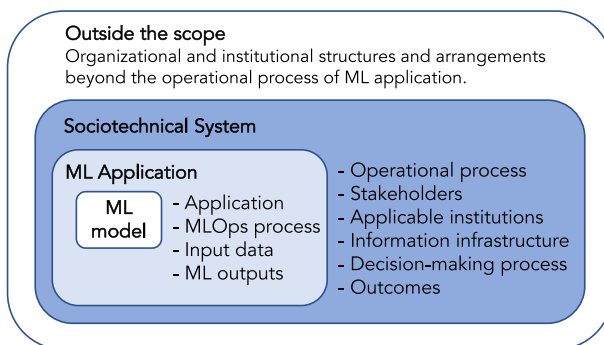 Outside the scope
Organizational and institutional structures and arrangements
beyond the operational process of ML application.
Sociotechnical System
ML Application
ML
model
- Application
- MLOps process
- Input data
- ML outputs
- Operational process
- Stakeholders
- Applicable institutions
- Information infrastructure
- Decision-making process
- Outcomes